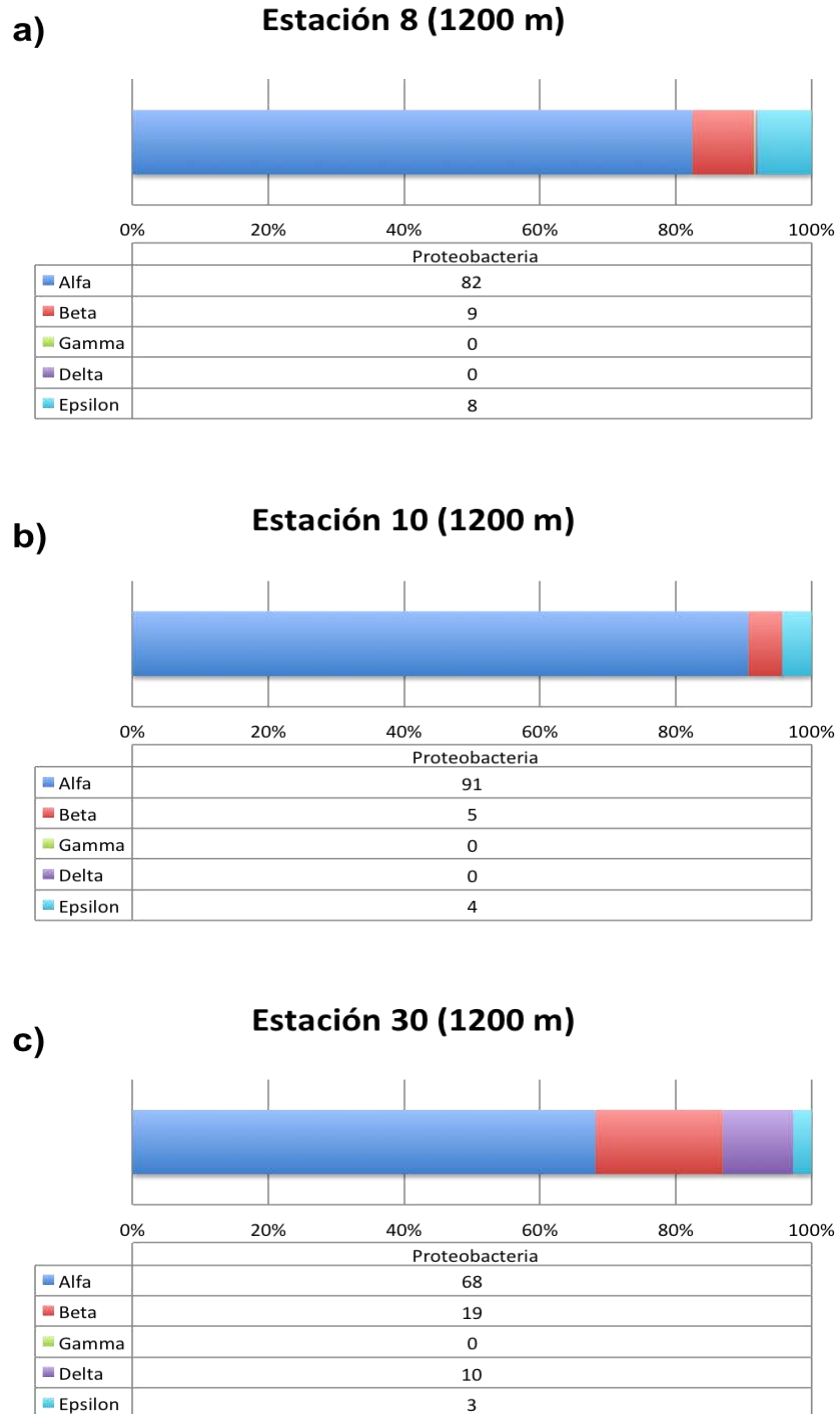 a)
Estación 8 (1200 m)
0% 20% 40% 60% 80% 100%
Proteobacteria
Alfa 82
Beta 9
Gamma 0
Delta 0
Epsilon 8
b)
Estación 10 (1200 m)
0% 20% 40% 60% 80% 100%
Proteobacteria
Alfa 91
Beta 5
Gamma 0
Delta 0
Epsilon 4
c)
Estación 30 (1200 m)
0% 20% 40% 60% 80% 100%
Proteobacteria
Alfa 68
Beta 19
Gamma 0
Delta 10
Epsilon 3